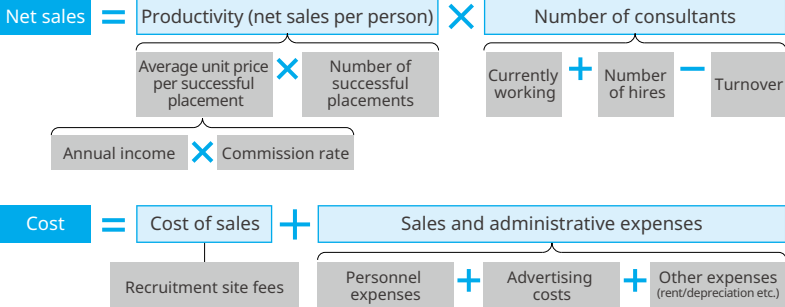 Net sales = Productivity (net sales per person) × Number of consultants
Average unit price
per successful
placement
×
Number of
successful
placements
Currently
working
+
Number
of hires
−
Turnover
Annual income × Commission rate
Cost = Cost of sales + Sales and administrative expenses
Recruitment site fees
Personnel
expenses
+
Advertising
costs
+
Other expenses
(rent/depreciation etc.)